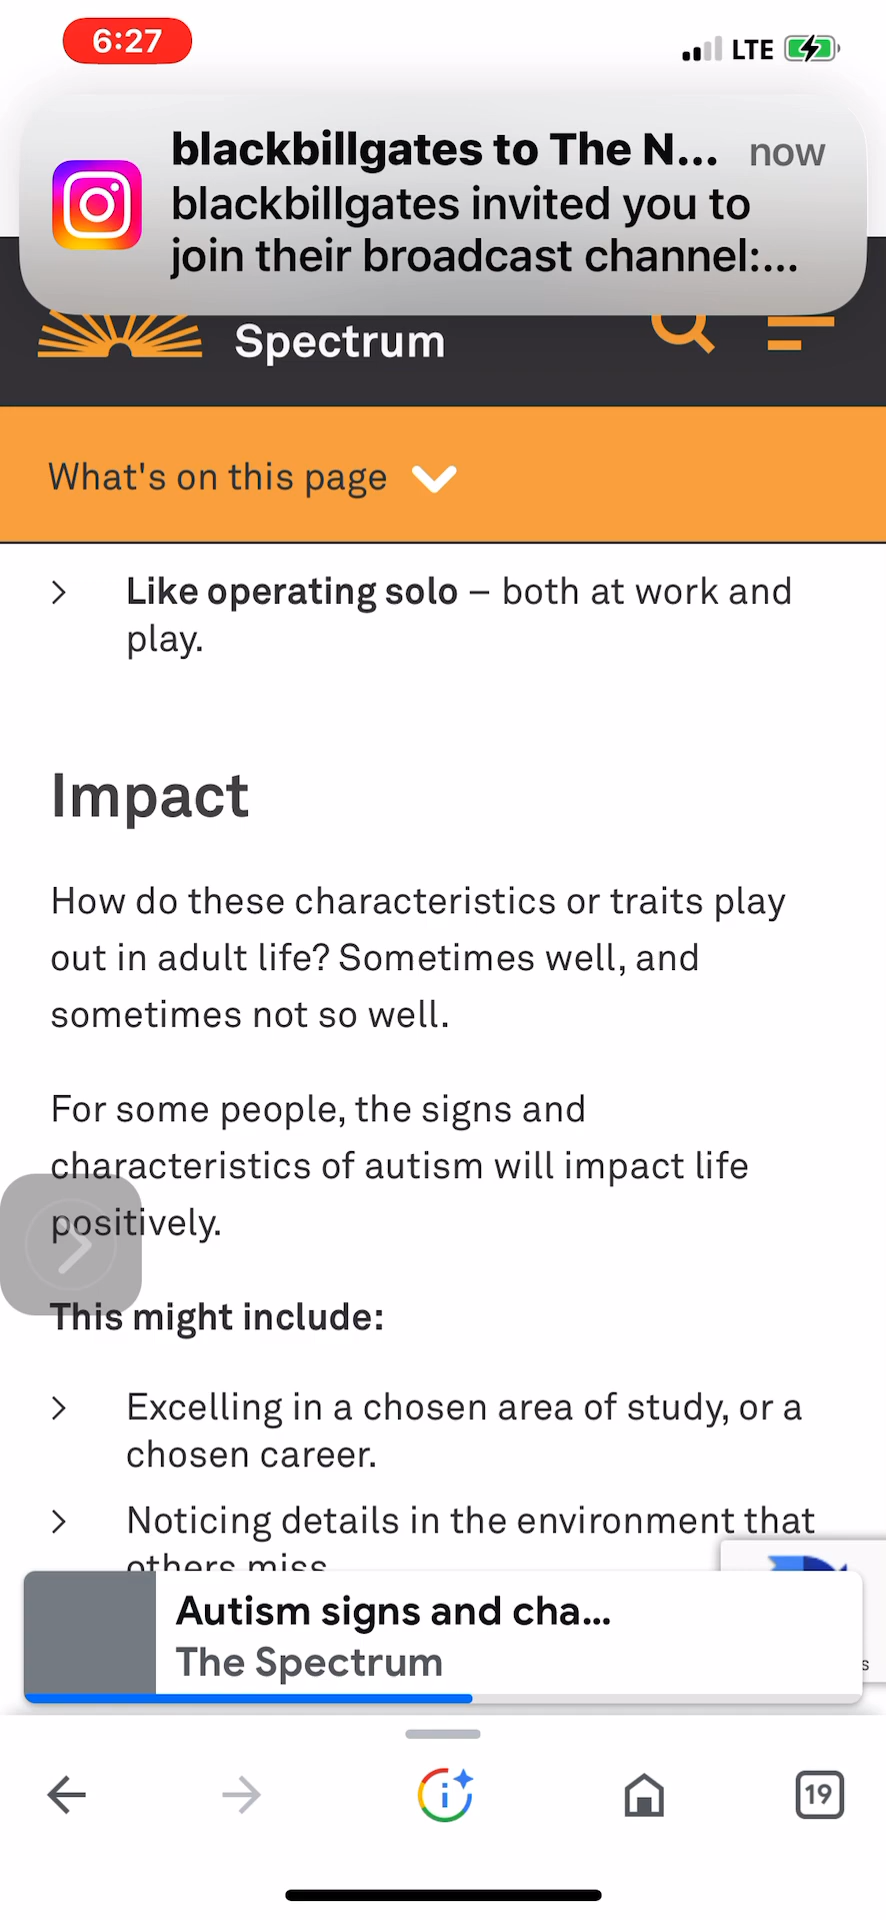 6:27
LTE
blackbillgates to The N... now
blackbillgates invited you to
join their broadcast channel:...
Spectrum
What's on this page
Like operating solo – both at work and
play.
Impact
How do these characteristics or traits play
out in adult life? Sometimes well, and
sometimes not so well.
For some people, the signs and
characteristics of autism will impact life
positively.
This might include:
Excelling in a chosen area of study, or a
chosen career.
Noticing details in the environment that
others miss
Autism signs and cha...
The Spectrum
s
19